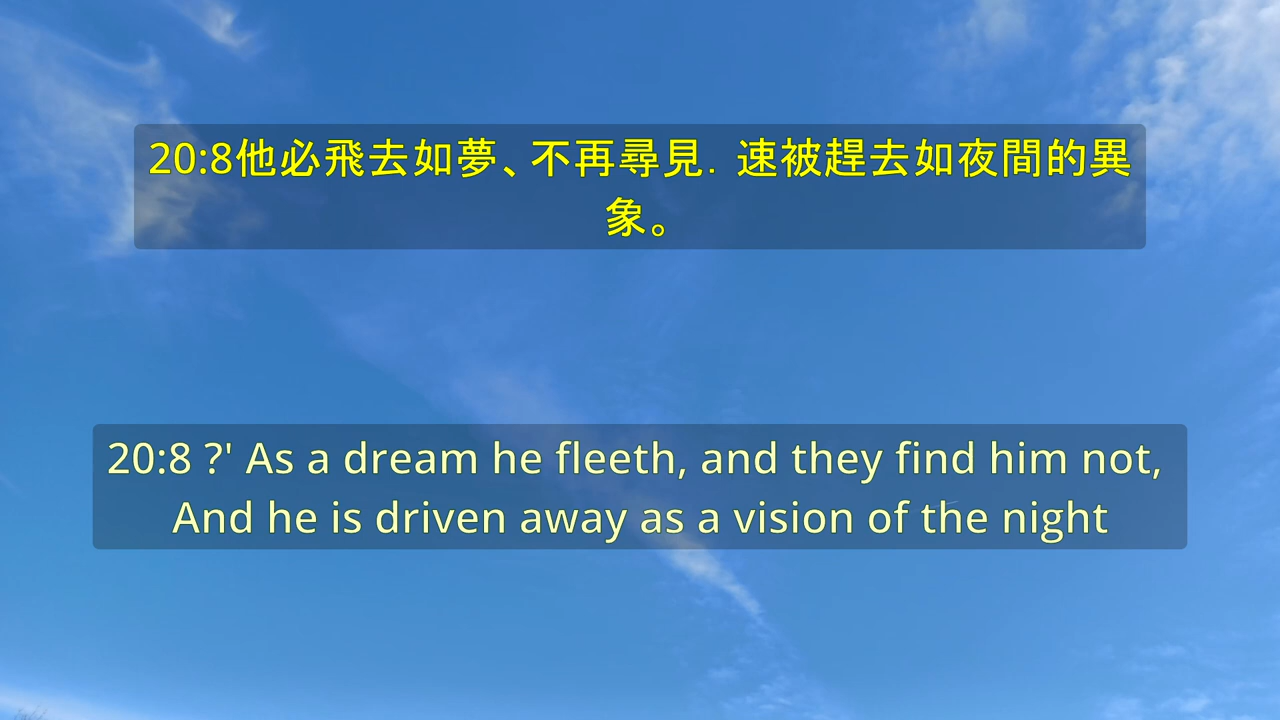 20:8他必飛去如夢、不再尋見．速被趕去如夜間的異
象。
20:8 ?' As a dream he fleeth, and they find him not,
And he is driven away as a vision of the night